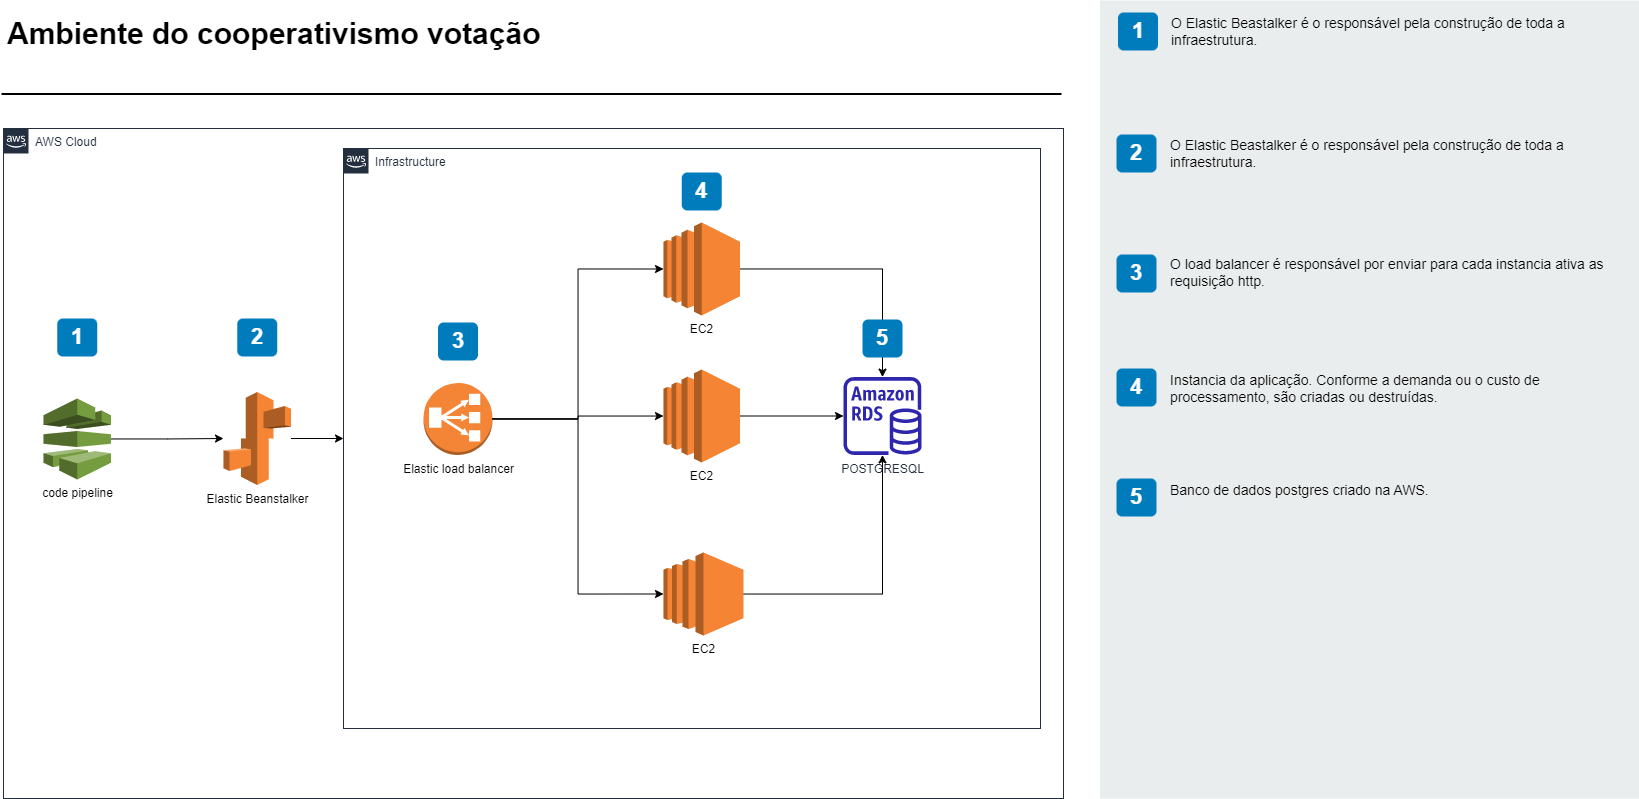 Ambiente do cooperativismo votação
aws
AWS Cloud
aws
Infrastructure
1
code pipeline
2
Elastic Beanstalker
3
Elastic load balancer
4
EC2
EC2
EC2
5
Amazon
RDS
POSTGRESQL
1
O Elastic Beastalker é o responsável pela construção de toda a
infraestrutura.
2
O Elastic Beastalker é o responsável pela construção de toda a
infraestrutura.
3
O load balancer é responsável por enviar para cada instancia ativa as
requisição http.
4
Instancia da aplicação. Conforme a demanda ou o custo de
processamento, são criadas ou destruídas.
5
Banco de dados postgres criado na AWS.